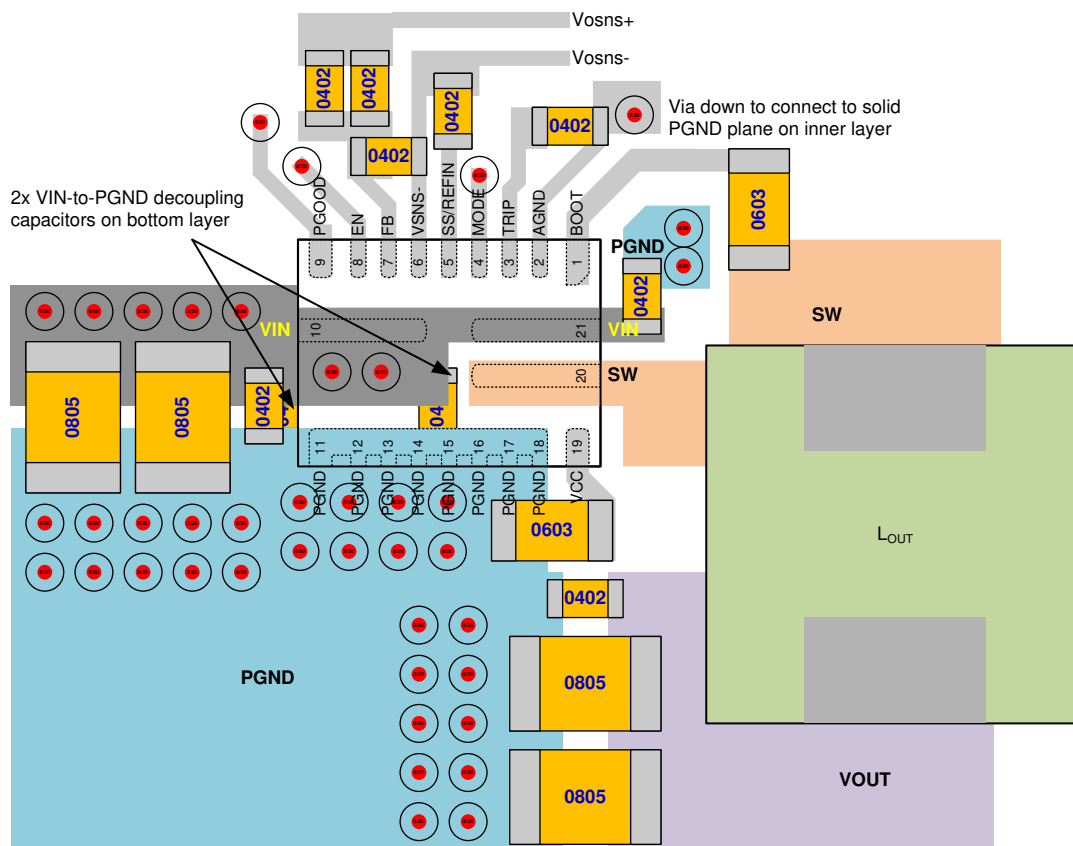 Vosns+
Vosns-
0402
0402
0402
0402
0402
Via down to connect to solid
PGND plane on inner layer
0603
2x VIN-to-PGND decoupling
capacitors on bottom layer
PGOOD
EN
FB
VSNS-
SS/REFIN
MODE
TRIP
AGND
BOOT
9
8
7
6
5
4
3
2
1
PGND
0402
VIN
10
21
VIN
SW
20
SW
0805
0805
0402
04
04
11
12
13
14
15
16
17
18
19
PGND
PGND
PGND
PGND
PGND
PGND
PGND
PGND
VCC
0603
LOUT
0402
PGND
0805
0805
VOUT